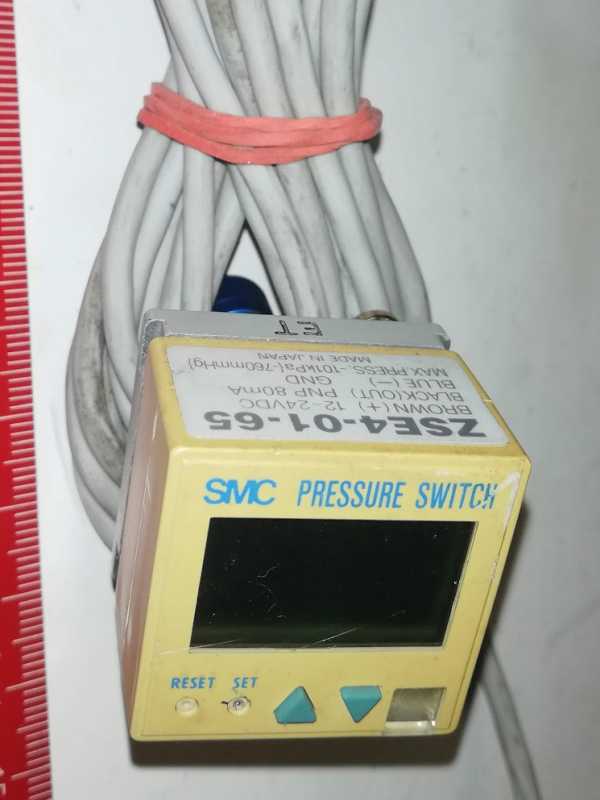 ET
ZSE4-01-65
BROWN(+) 12-24VDC
BLACK(OUT) PNP 80mA
BLUE(-) GND
MAX.PRESS.-101kPa{-760mmHg}
MADE IN JAPAN
SMC PRESSURE SWITCH
RESET SET